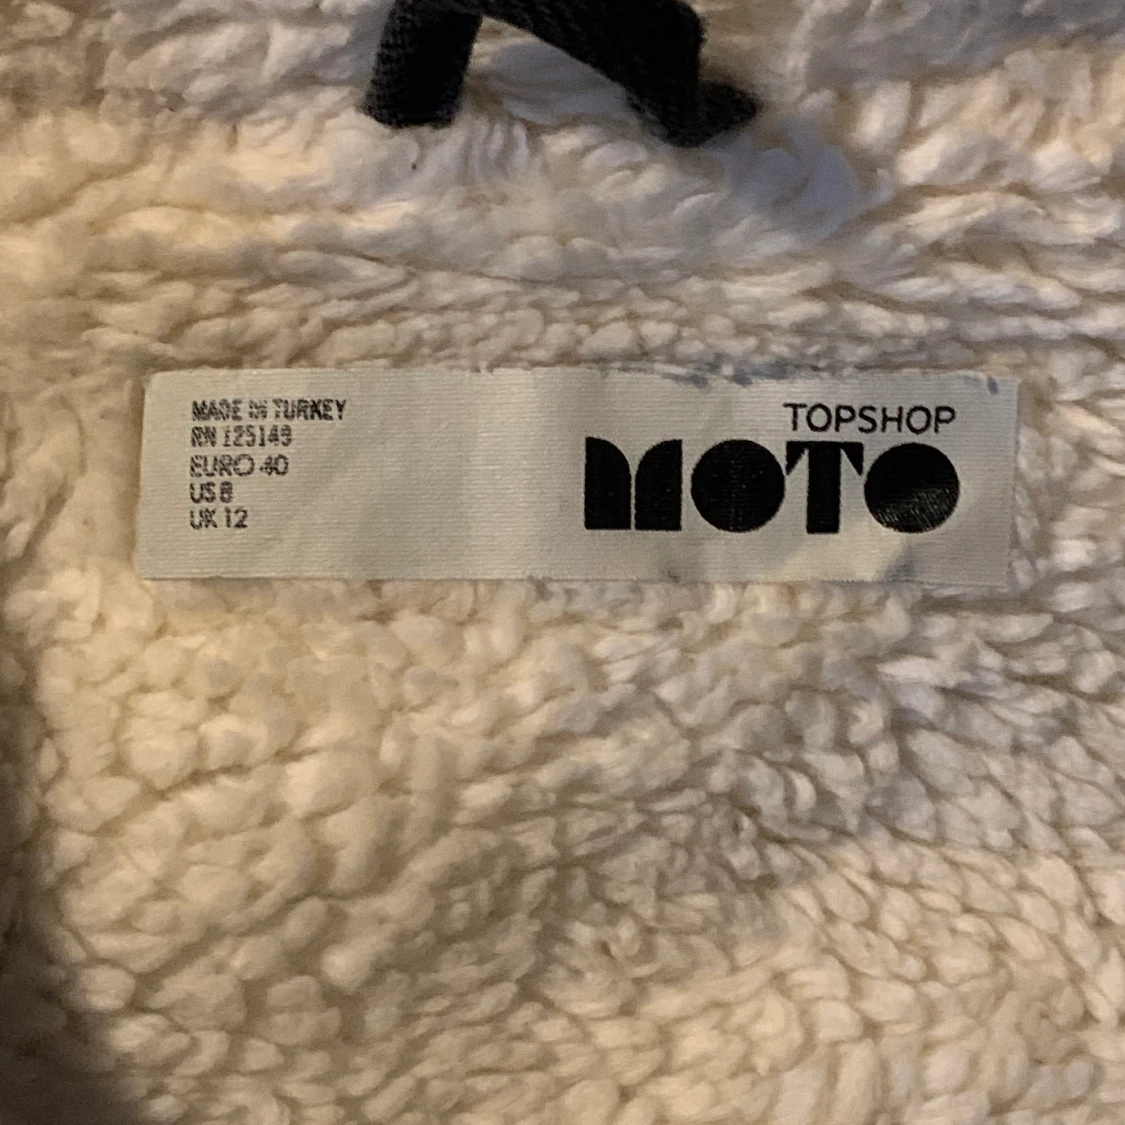 MADE IN TURKEY
RN 125149
EURO 40
US 8
UK 12
TOPSHOP
MOTO